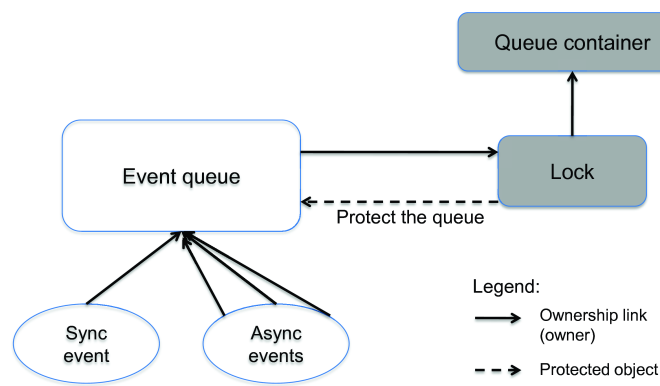 Queue container
Event queue
Lock
Protect the queue
Sync
event
Async
events
Legend:
Ownership link
(owner)
Protected object